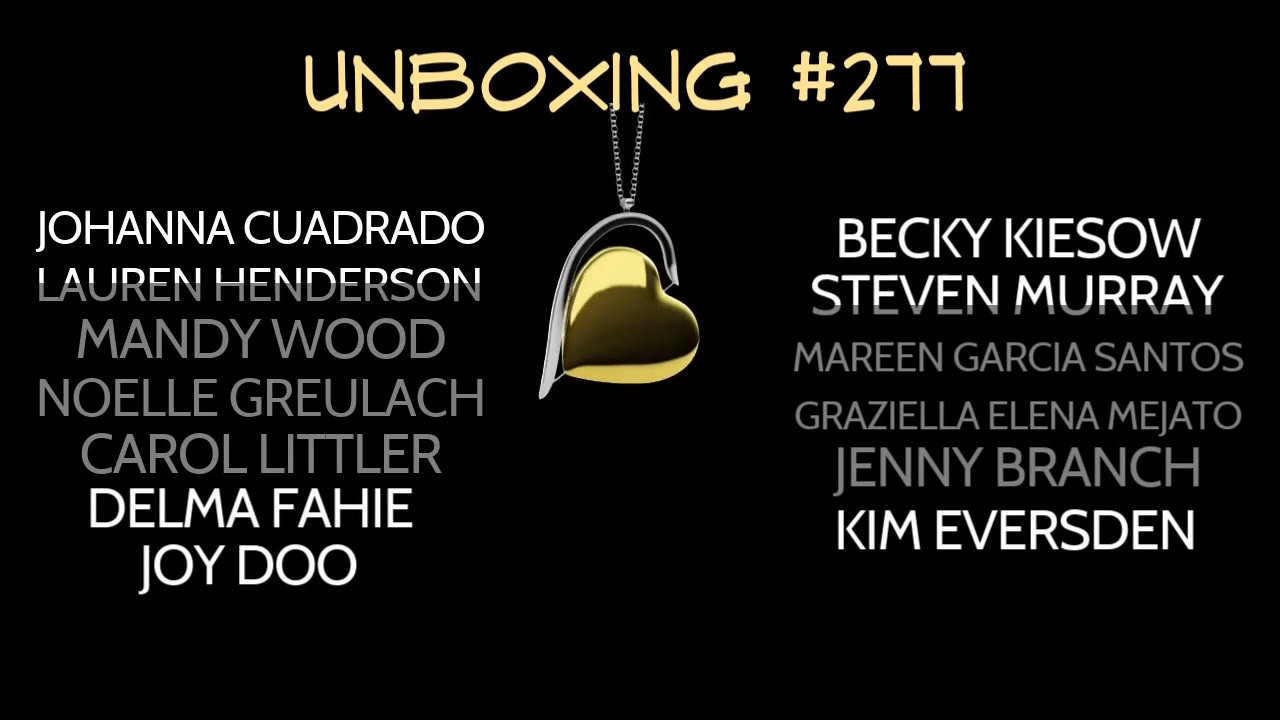 UNBOXING #277
JOHANNA CUADRADO
LAUREN HENDERSON
MANDY WOOD
NOELLE GREULACH
CAROL LITTLER
DELMA FAHIE
JOY DOO
BECKY KIESOW
STEVEN MURRAY
MAREEN GARCIA SANTOS
GRAZIELLA ELENA MEJATO
JENNY BRANCH
KIM EVERSDEN